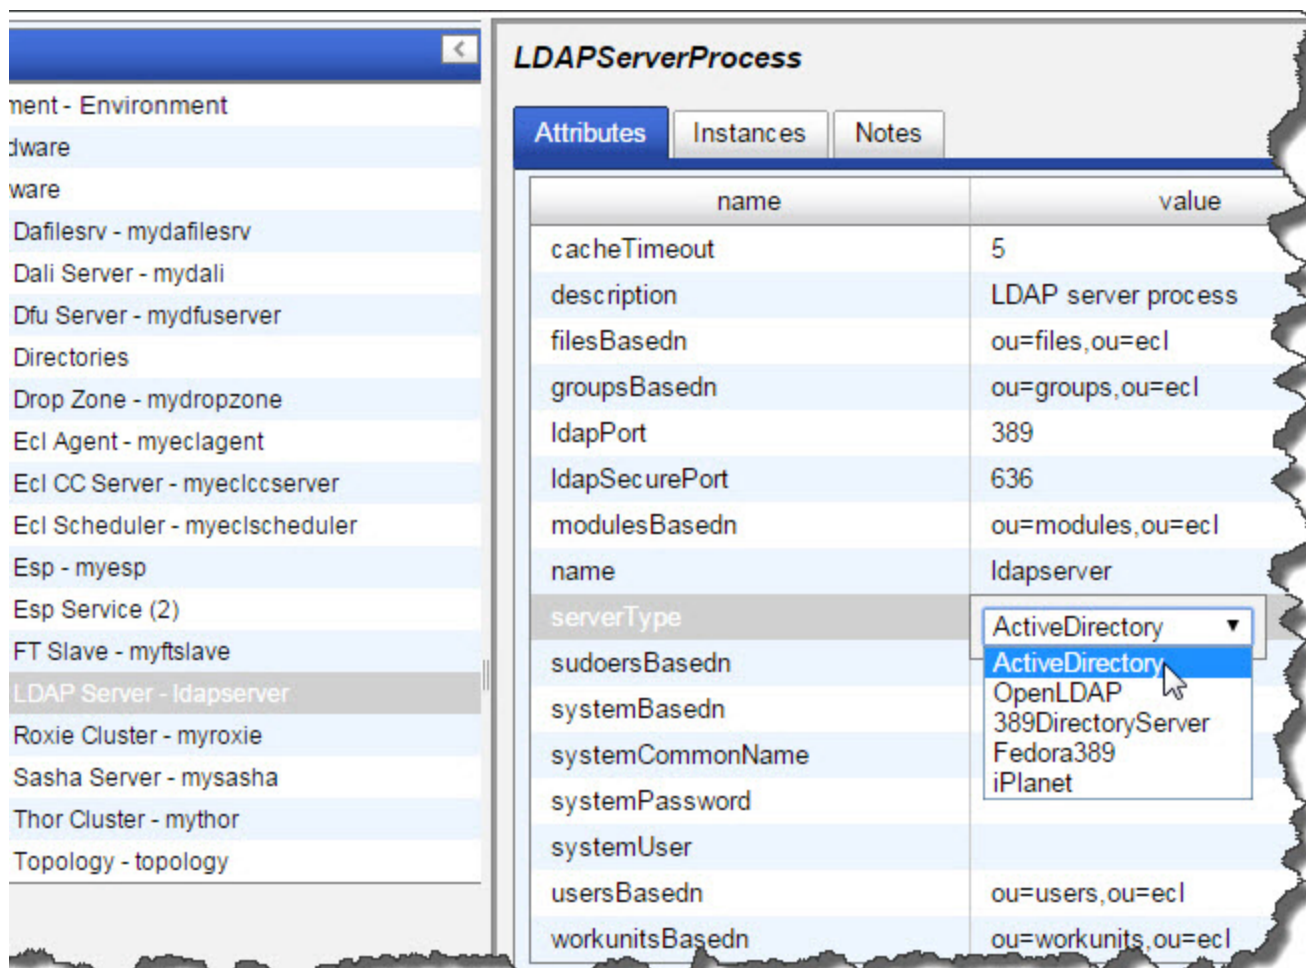 ment - Environment
dware
ware
Dafilesrv - mydafilesrv
Dali Server - mydali
Dfu Server - mydfuserver
Directories
Drop Zone - mydropzone
Ecl Agent - myeclagent
Ecl CC Server - myeclccserver
Ecl Scheduler - myeclscheduler
Esp - myesp
Esp Service (2)
FT Slave - myftslave
LDAP Server - ldapserver
Roxie Cluster - myroxie
Sasha Server - mysasha
Thor Cluster - mythor
Topology - topology
LDAPServerProcess
Attributes Instances Notes
name value
cacheTimeout 5
description LDAP server process
filesBasedn ou=files,ou=ecl
groupsBasedn ou=groups,ou=ecl
ldapPort 389
ldapSecurePort 636
modulesBasedn ou=modules,ou=ecl
name ldapserver
serverType ActiveDirectory
sudoersBasedn ActiveDirectory
systemBasedn OpenLDAP
389DirectoryServer
systemCommonName Fedora389
iPlanet
systemPassword
systemUser
usersBasedn ou=users,ou=ecl
workunitsBasedn ou=workunits,ou=ecl